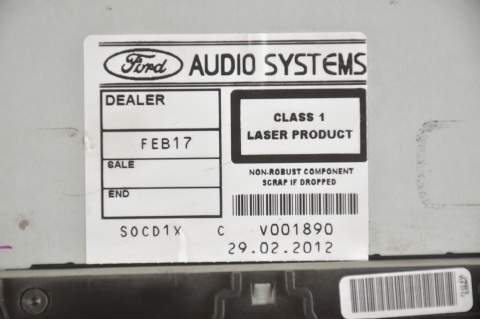 Ford AUDIO SYSTEMS
DEALER
FEB17
SALE
END
CLASS 1
LASER PRODUCT
NON-ROBUST COMPONENT
SCRAP IF DROPPED
S0CD1X C V001890
29.02.2012